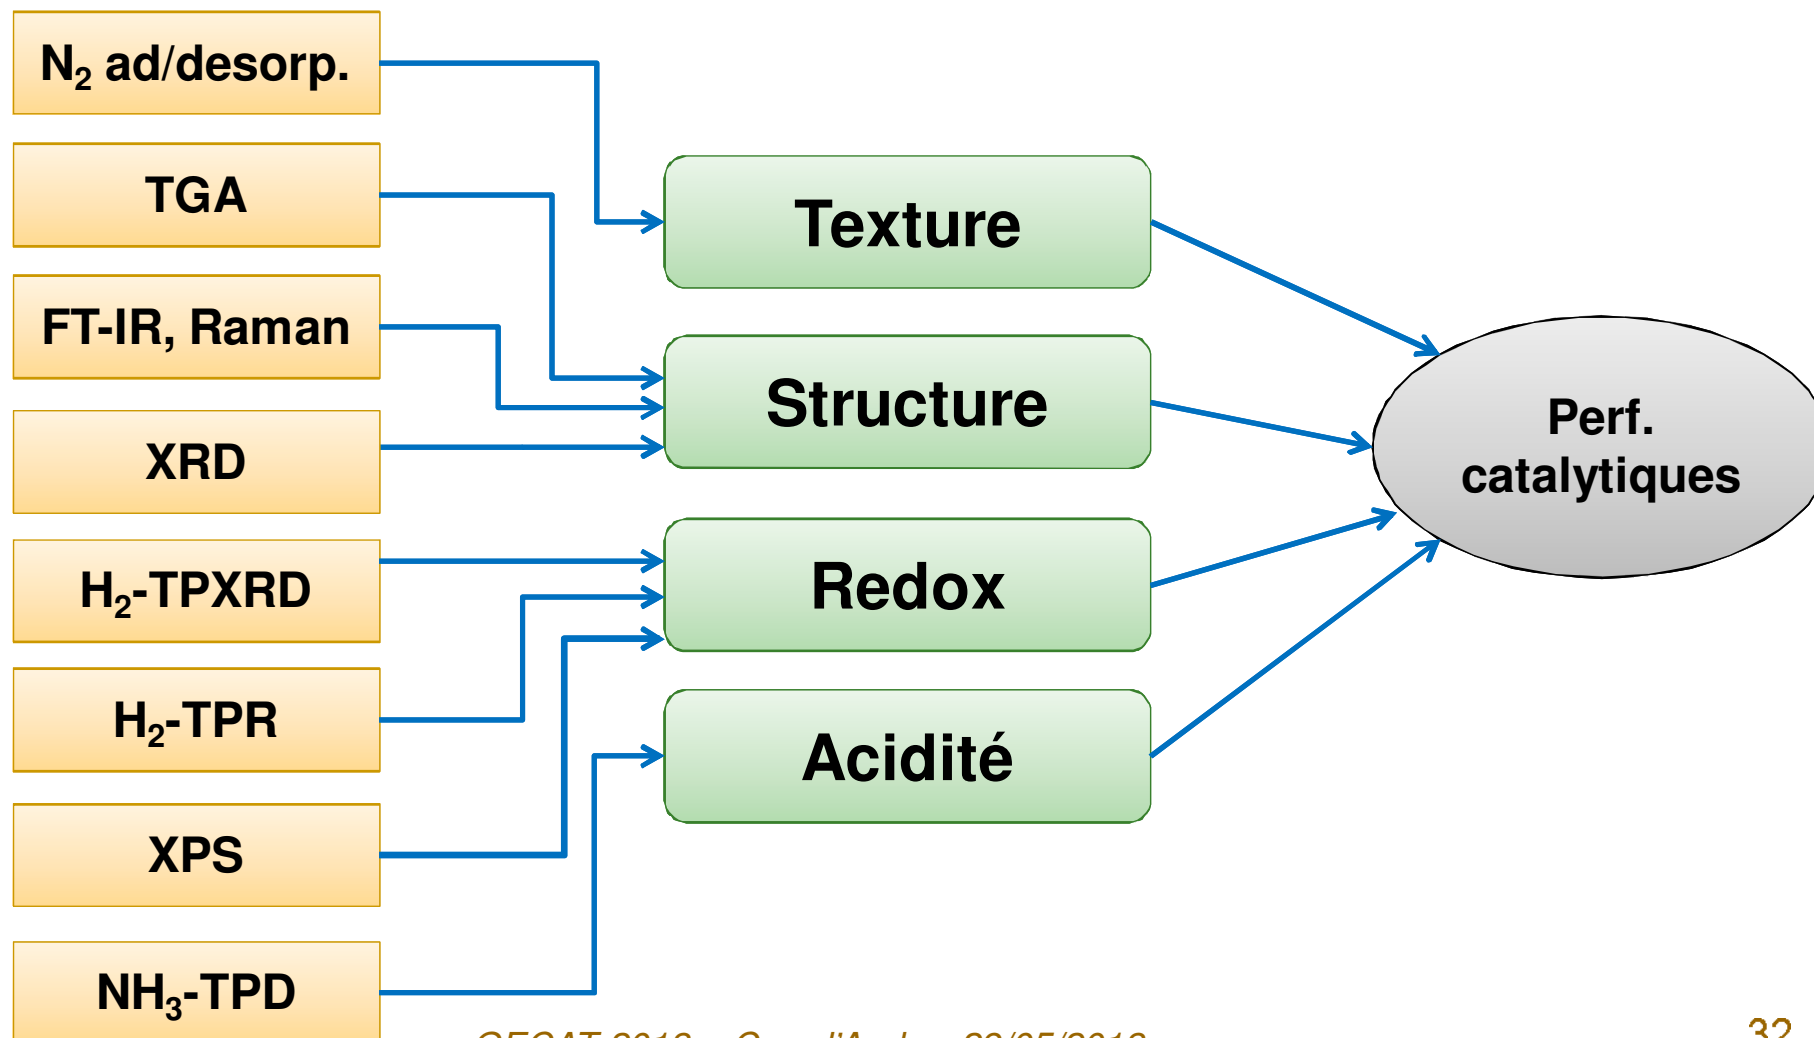 N₂ ad/desorp.
TGA
FT-IR, Raman
XRD
H₂-TPXRD
H₂-TPR
XPS
NH₃-TPD
Texture
Structure
Redox
Acidité
Perf.
catalytiques
32